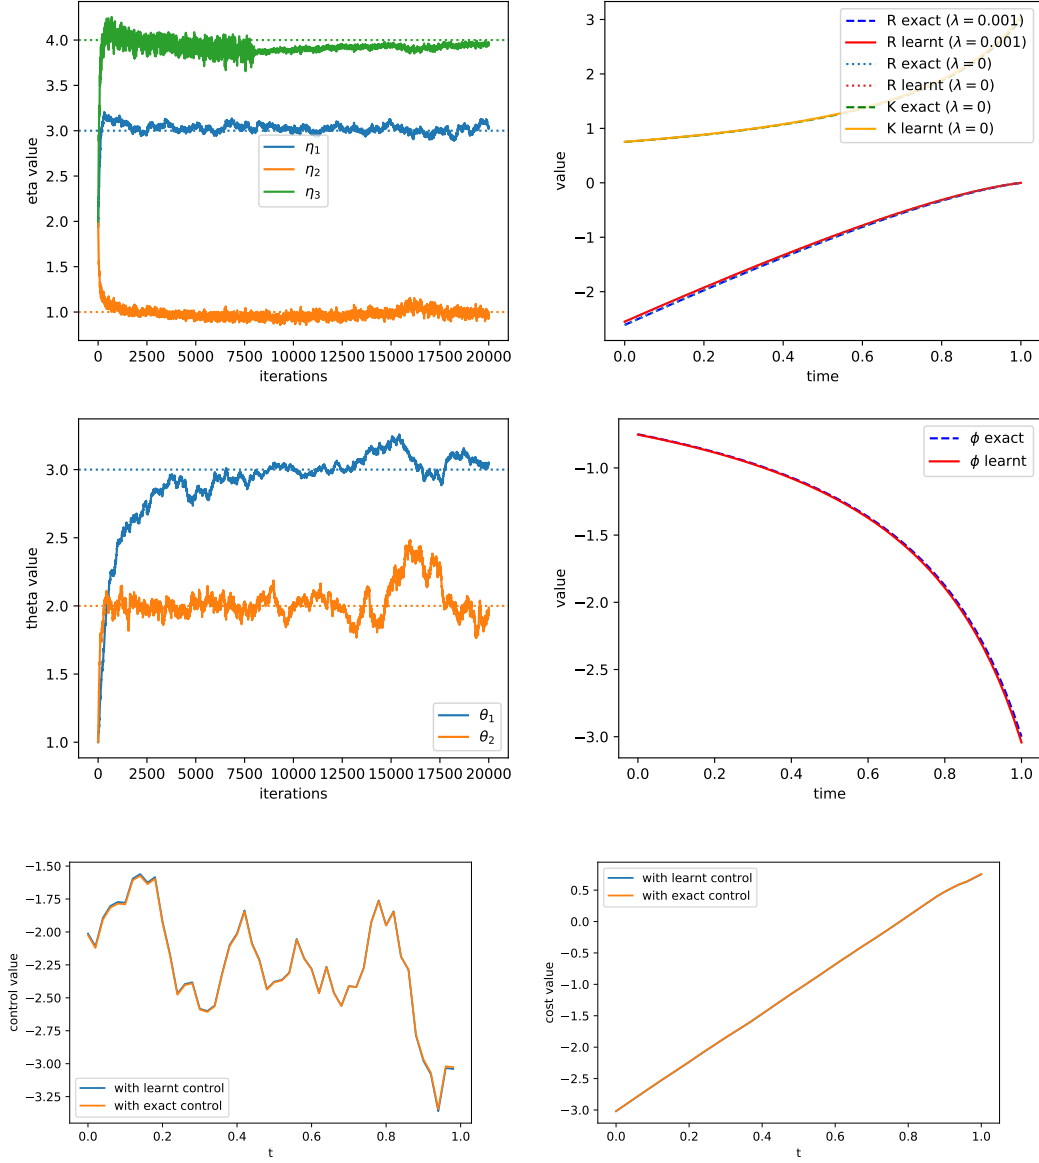 eta value
4.0
3.5
3.0
2.5
2.0
1.5
1.0
η₁
η₂
η₃
0 2500 5000 7500 10000 12500 15000 17500 20000
iterations
value
3
2
1
0
−1
−2
R exact (λ = 0.001)
R learnt (λ = 0.001)
R exact (λ = 0)
R learnt (λ = 0)
K exact (λ = 0)
K learnt (λ = 0)
0.0 0.2 0.4 0.6 0.8 1.0
time
theta value
3.0
2.5
2.0
1.5
1.0
θ₁
θ₂
0 2500 5000 7500 10000 12500 15000 17500 20000
iterations
value
−1.0
−1.5
−2.0
−2.5
−3.0
ϕ exact
ϕ learnt
0.0 0.2 0.4 0.6 0.8 1.0
time
control value
−1.50
−1.75
−2.00
−2.25
−2.50
−2.75
−3.00
−3.25
with learnt control
with exact control
0.0 0.2 0.4 0.6 0.8 1.0
t
cost value
0.5
0.0
−0.5
−1.0
−1.5
−2.0
−2.5
−3.0
with learnt control
with exact control
0.0 0.2 0.4 0.6 0.8 1.0
t